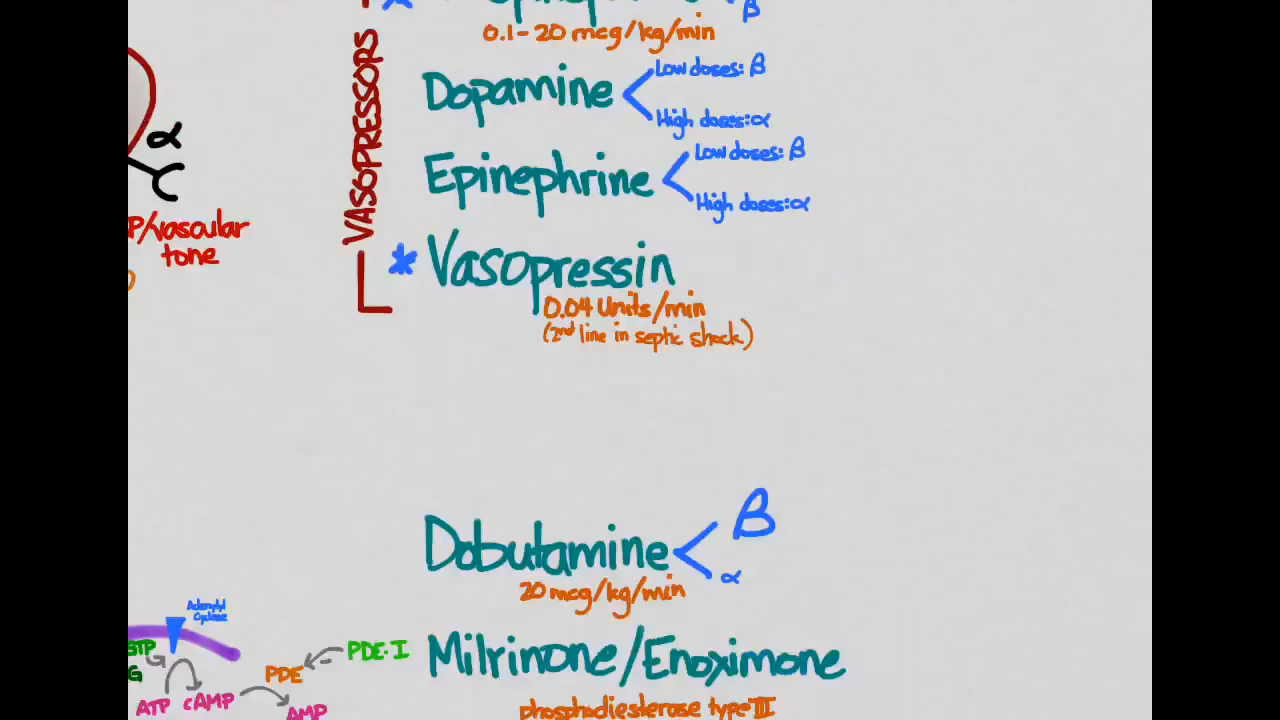 0.1-20 mcg/kg/min
β
VASOPRESSORS
Dopamine
Low doses: β
High doses: α
Epinephrine
Low doses: β
High doses: α
* Vasopressin
0.04 Units/min
(2nd line in septic shock)
α
P/vascular
tone
Dobutamine
β
α
20 mcg/kg/min
Milrinone/Enoximone
phosphodiesterase type III
Adenylyl
Cyclase
GTP
G
ATP
cAMP
PDE
PDE-I
AMP